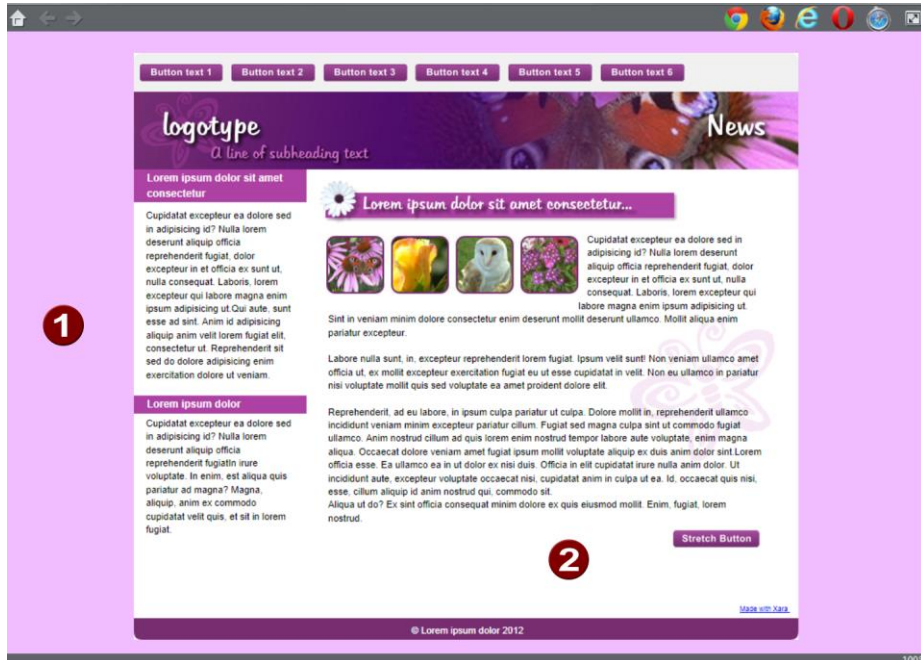 Button text 1 Button text 2 Button text 3 Button text 4 Button text 5 Button text 6
logotype
A line of subheading text
News
Lorem ipsum dolor sit amet
consectetur
Cupidatat excepteur ea dolore sed
in adipisicing id? Nulla lorem
deserunt aliquip officia
reprehenderit fugiat, dolor
excepteur in et officia ex sunt ut,
nulla consequat. Laboris, lorem
excepteur qui labore magna enim
ipsum adipisicing ut.Qui aute, sunt
esse ad sint. Anim id adipisicing
aliquip anim velit lorem fugiat elit,
consectetur ut. Reprehenderit sit
sed do dolore adipisicing enim
exercitation dolore ut veniam.
Lorem ipsum dolor
Cupidatat excepteur ea dolore sed
in adipisicing id? Nulla lorem
deserunt aliquip officia
reprehenderit fugiatIn irure
voluptate. In enim, est aliqua quis
pariatur ad magna? Magna,
aliquip, anim ex commodo
cupidatat velit quis, et sit in lorem
fugiat.
1
Lorem ipsum dolor sit amet consectetur...
Cupidatat excepteur ea dolore sed in
adipisicing id? Nulla lorem deserunt
aliquip officia reprehenderit fugiat, dolor
excepteur in et officia ex sunt ut, nulla
consequat. Laboris, lorem excepteur qui
labore magna enim ipsum adipisicing ut.
Sint in veniam minim dolore consectetur enim deserunt mollit deserunt ullamco. Mollit aliqua enim
pariatur excepteur.
Labore nulla sunt, in, excepteur reprehenderit lorem fugiat. Ipsum velit sunt! Non veniam ullamco amet
officia ut, ex mollit excepteur exercitation fugiat eu ut esse cupidatat in velit. Non eu ullamco in pariatur
nisi voluptate mollit quis sed voluptate ea amet proident dolore elit.
Reprehenderit, ad eu labore, in ipsum culpa pariatur ut culpa. Dolore mollit in, reprehenderit ullamco
incididunt veniam minim excepteur pariatur cillum. Fugiat sed magna culpa sint ut commodo fugiat
ullamco. Anim nostrud cillum ad quis lorem enim nostrud tempor labore aute voluptate, enim magna
aliqua. Occaecat dolore veniam amet fugiat ipsum mollit voluptate aliquip ex duis anim dolor sint.Lorem
officia esse. Ea ullamco ea in ut dolor ex nisi duis. Officia in elit cupidatat irure nulla anim dolor. Ut
incididunt aute, excepteur voluptate occaecat nisi, cupidatat anim in culpa ut ea. Id, occaecat quis nisi,
esse, cillum aliquip id anim nostrud qui, commodo sit.
Aliqua ut do? Ex sint officia consequat minim dolore ex quis eiusmod mollit. Enim, fugiat, lorem
nostrud.
Stretch Button
2
Made with Xara
© Lorem ipsum dolor 2012